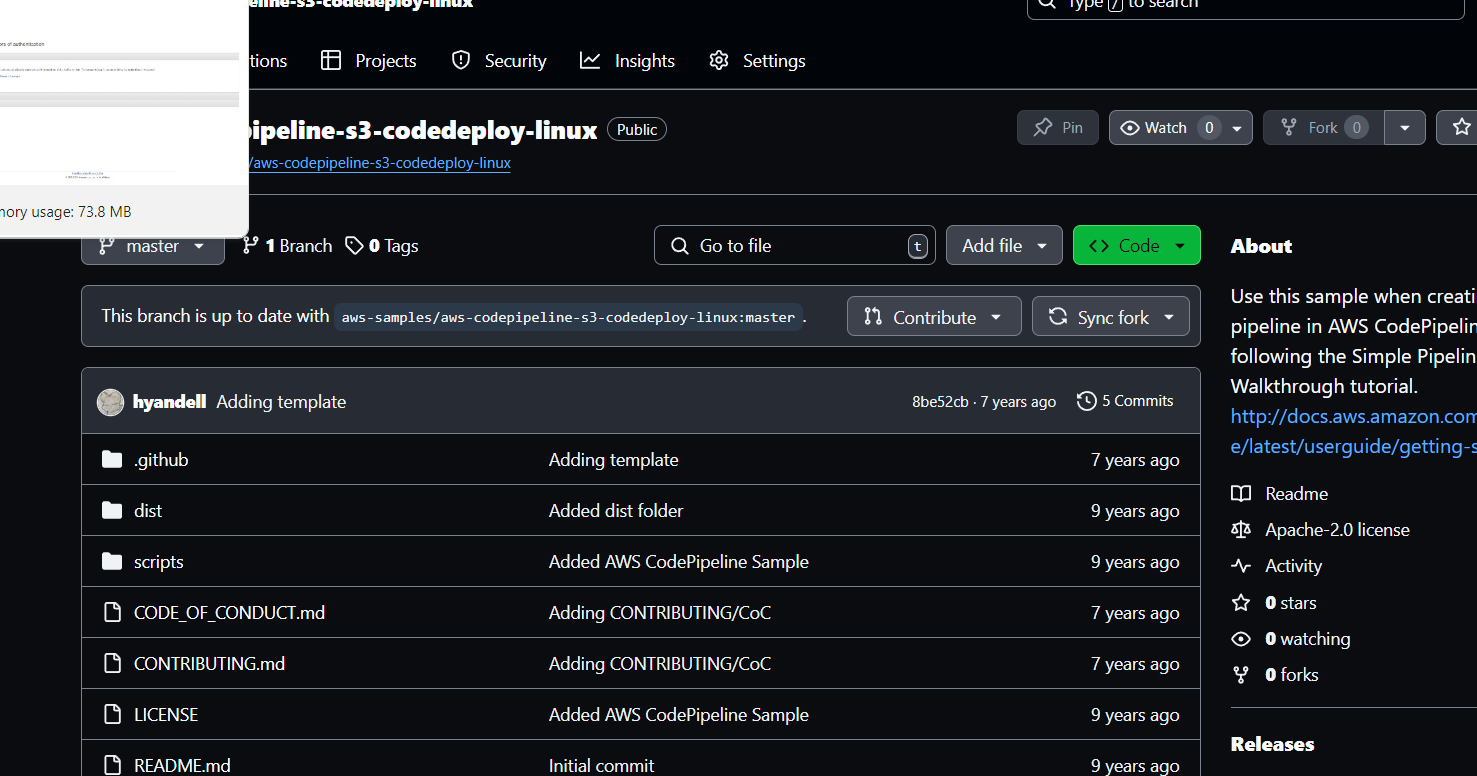 eline-s3-codedeploy-linux
Type / to search
ors of authentication
tions Projects Security Insights Settings
pipeline-s3-codedeploy-linux Public
Pin Watch 0 Fork 0
/aws-codepipeline-s3-codedeploy-linux
mory usage: 73.8 MB
master 1 Branch 0 Tags Go to file t Add file Code
This branch is up to date with aws-samples/aws-codepipeline-s3-codedeploy-linux:master . Contribute Sync fork
hyandell Adding template 8be52cb · 7 years ago 5 Commits
.github Adding template 7 years ago
dist Added dist folder 9 years ago
scripts Added AWS CodePipeline Sample 9 years ago
CODE_OF_CONDUCT.md Adding CONTRIBUTING/CoC 7 years ago
CONTRIBUTING.md Adding CONTRIBUTING/CoC 7 years ago
LICENSE Added AWS CodePipeline Sample 9 years ago
README.md Initial commit 9 years ago
About
Use this sample when creati
pipeline in AWS CodePipelin
following the Simple Pipelin
Walkthrough tutorial.
http://docs.aws.amazon.com
e/latest/userguide/getting-s
Readme
Apache-2.0 license
Activity
0 stars
0 watching
0 forks
Releases